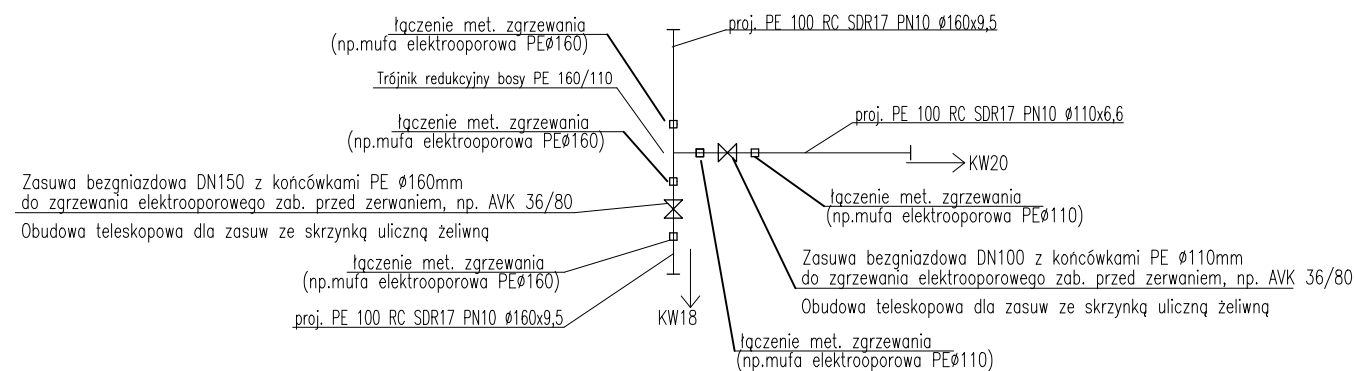 łączenie met. zgrzewania
(np.mufa elektrooporowa PEø160)
proj. PE 100 RC SDR17 PN10 ø160x9,5
Trójnik redukcyjny bosy PE 160/110
łączenie met. zgrzewania
(np.mufa elektrooporowa PEø160)
proj. PE 100 RC SDR17 PN10 ø110x6,6
KW20
Zasuwa bezgniazdowa DN150 z końcówkami PE ø160mm
do zgrzewania elektrooporowego zab. przed zerwaniem, np. AVK 36/80
Obudowa teleskopowa dla zasuw ze skrzynką uliczną żeliwną
łączenie met. zgrzewania
(np.mufa elektrooporowa PEø110)
łączenie met. zgrzewania
(np.mufa elektrooporowa PEø160)
Zasuwa bezgniazdowa DN100 z końcówkami PE ø110mm
do zgrzewania elektrooporowego zab. przed zerwaniem, np. AVK 36/80
Obudowa teleskopowa dla zasuw ze skrzynką uliczną żeliwną
proj. PE 100 RC SDR17 PN10 ø160x9,5
KW18
łączenie met. zgrzewania
(np.mufa elektrooporowa PEø110)